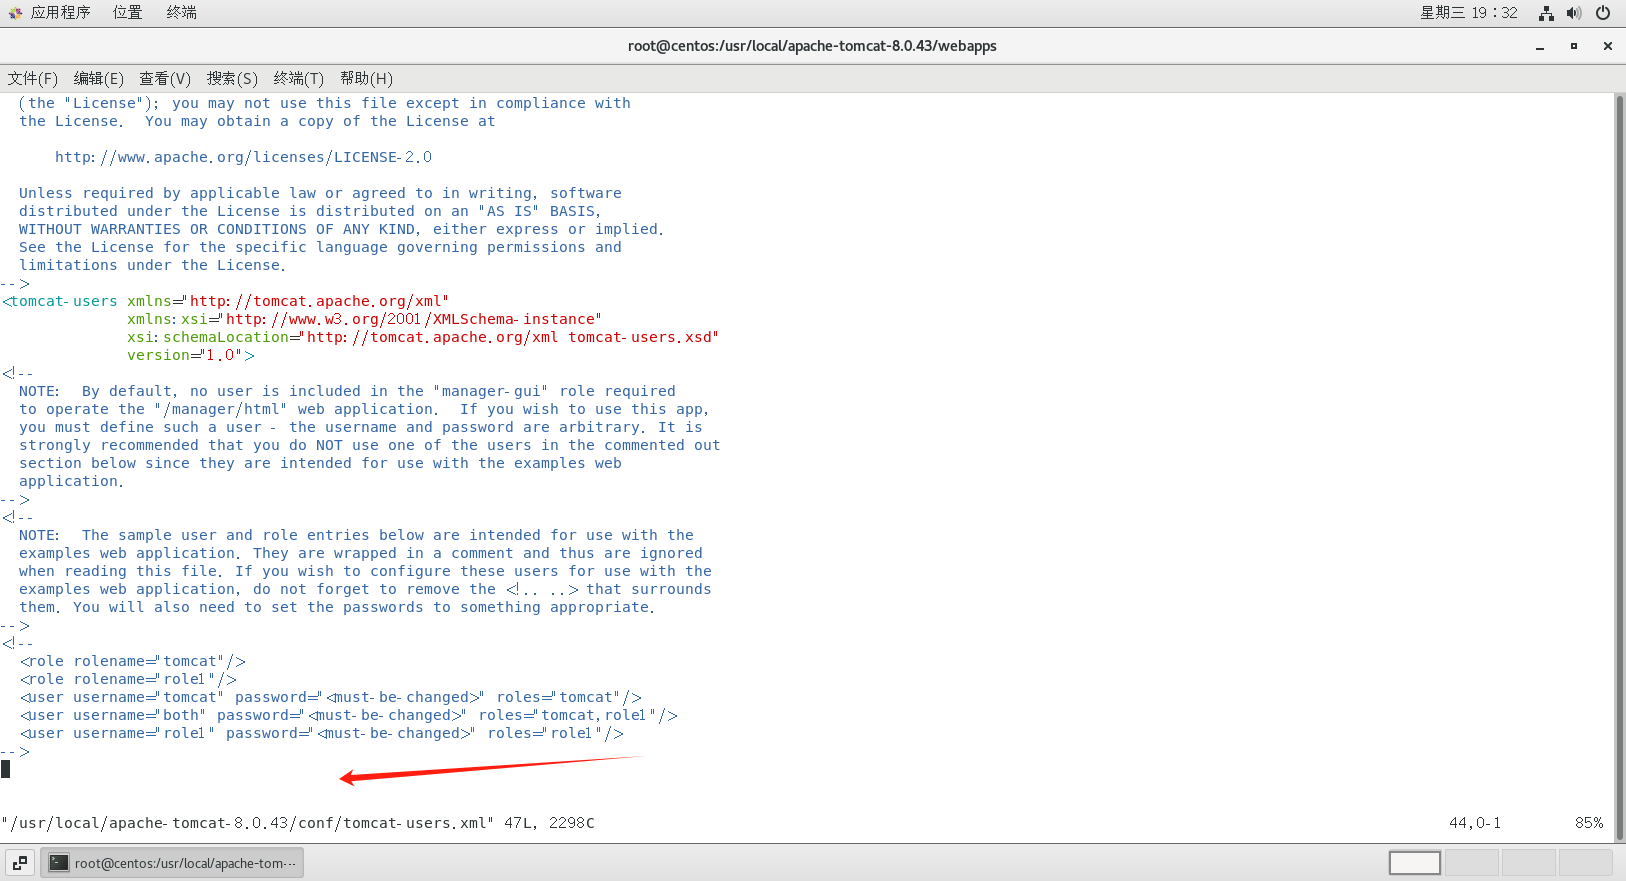 应用程序 位置 终端 星期三 19：32
root@centos:/usr/local/apache-tomcat-8.0.43/webapps
文件(F) 编辑(E) 查看(V) 搜索(S) 终端(T) 帮助(H)
(the "License"); you may not use this file except in compliance with
the License.  You may obtain a copy of the License at
http://www.apache.org/licenses/LICENSE-2.0
Unless required by applicable law or agreed to in writing, software
distributed under the License is distributed on an "AS IS" BASIS,
WITHOUT WARRANTIES OR CONDITIONS OF ANY KIND, either express or implied.
See the License for the specific language governing permissions and
limitations under the License.
-->
<tomcat-users xmlns="http://tomcat.apache.org/xml"
xmlns:xsi="http://www.w3.org/2001/XMLSchema-instance"
xsi:schemaLocation="http://tomcat.apache.org/xml tomcat-users.xsd"
version="1.0">
<!--
NOTE:  By default, no user is included in the "manager-gui" role required
to operate the "/manager/html" web application.  If you wish to use this app,
you must define such a user - the username and password are arbitrary. It is
strongly recommended that you do NOT use one of the users in the commented out
section below since they are intended for use with the examples web
application.
-->
<!--
NOTE:  The sample user and role entries below are intended for use with the
examples web application. They are wrapped in a comment and thus are ignored
when reading this file. If you wish to configure these users for use with the
examples web application, do not forget to remove the <!.. ..> that surrounds
them. You will also need to set the passwords to something appropriate.
-->
<!--
<role rolename="tomcat"/>
<role rolename="role1"/>
<user username="tomcat" password="<must-be-changed>" roles="tomcat"/>
<user username="both" password="<must-be-changed>" roles="tomcat,role1"/>
<user username="role1" password="<must-be-changed>" roles="role1"/>
-->
"/usr/local/apache-tomcat-8.0.43/conf/tomcat-users.xml" 47L, 2298C 44,0-1 85%
root@centos:/usr/local/apache-tom···